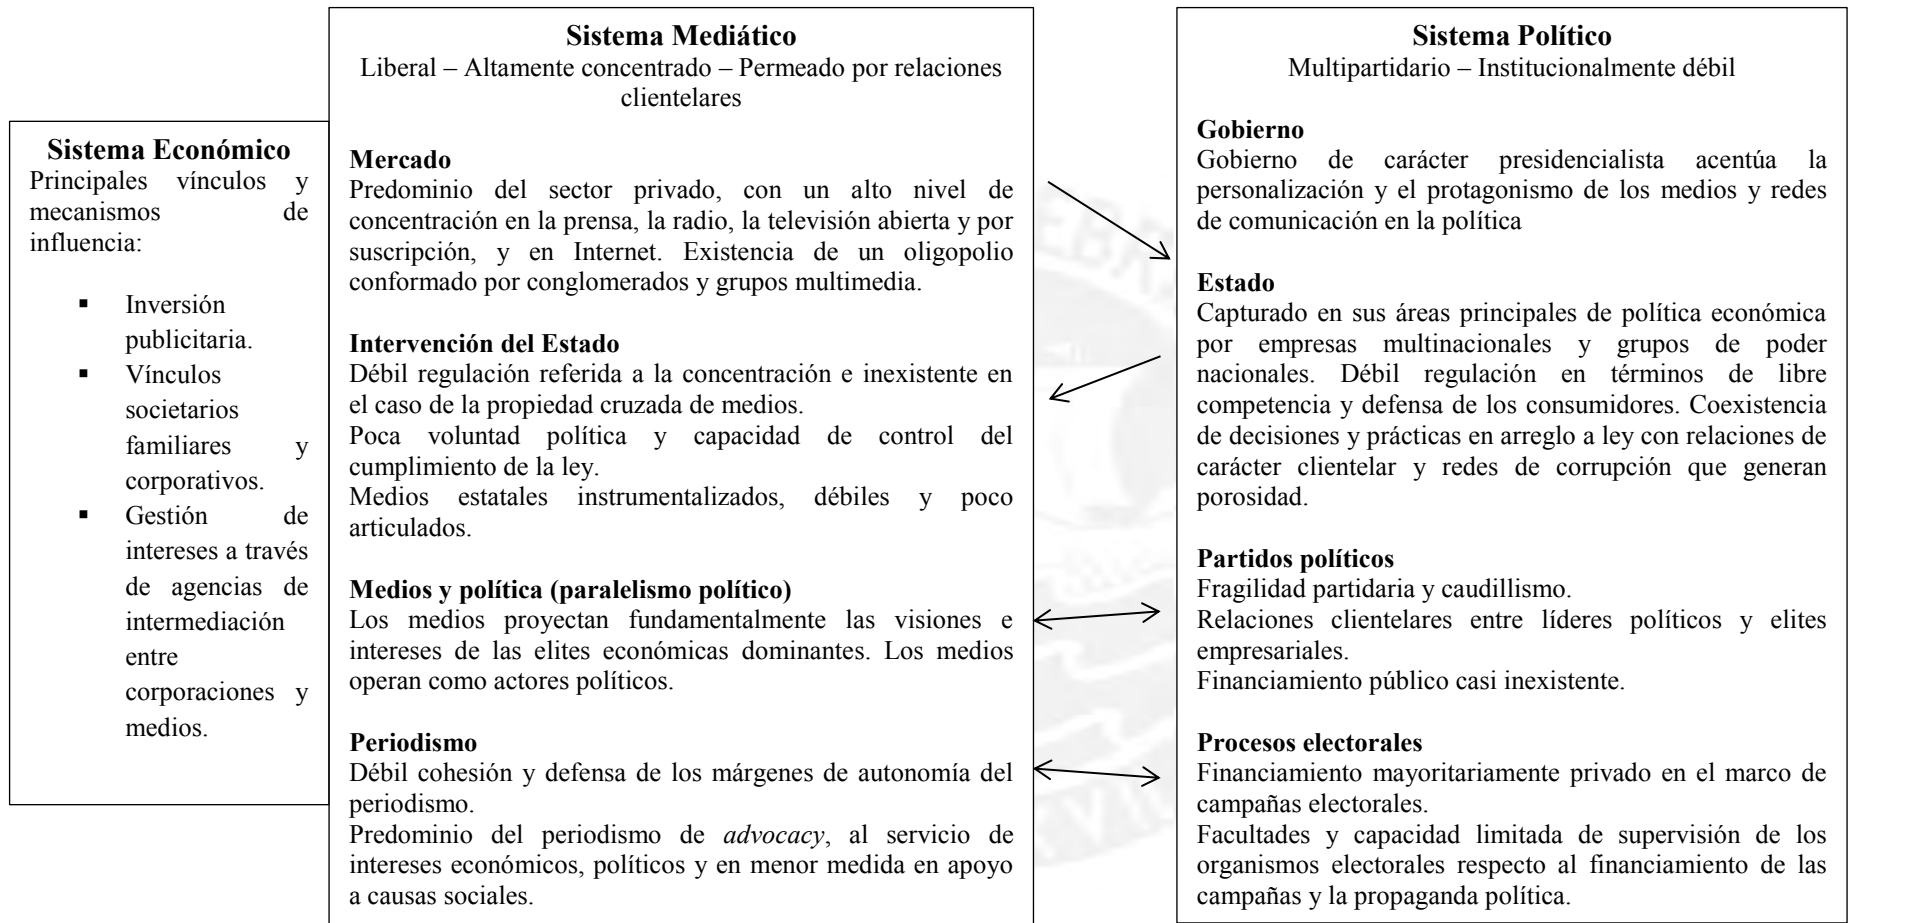 Sistema Económico
Principales vínculos y
mecanismos de
influencia:
▪ Inversión
publicitaria.
▪ Vínculos
societarios
familiares y
corporativos.
▪ Gestión de
intereses a través
de agencias de
intermediación
entre
corporaciones y
medios.
Sistema Mediático
Liberal – Altamente concentrado – Permeado por relaciones
clientelares
Mercado
Predominio del sector privado, con un alto nivel de
concentración en la prensa, la radio, la televisión abierta y por
suscripción, y en Internet. Existencia de un oligopolio
conformado por conglomerados y grupos multimedia.
Intervención del Estado
Débil regulación referida a la concentración e inexistente en
el caso de la propiedad cruzada de medios.
Poca voluntad política y capacidad de control del
cumplimiento de la ley.
Medios estatales instrumentalizados, débiles y poco
articulados.
Medios y política (paralelismo político)
Los medios proyectan fundamentalmente las visiones e
intereses de las elites económicas dominantes. Los medios
operan como actores políticos.
Periodismo
Débil cohesión y defensa de los márgenes de autonomía del
periodismo.
Predominio del periodismo de advocacy, al servicio de
intereses económicos, políticos y en menor medida en apoyo
a causas sociales.
Sistema Político
Multipartidario – Institucionalmente débil
Gobierno
Gobierno de carácter presidencialista acentúa la
personalización y el protagonismo de los medios y redes
de comunicación en la política
Estado
Capturado en sus áreas principales de política económica
por empresas multinacionales y grupos de poder
nacionales. Débil regulación en términos de libre
competencia y defensa de los consumidores. Coexistencia
de decisiones y prácticas en arreglo a ley con relaciones de
carácter clientelar y redes de corrupción que generan
porosidad.
Partidos políticos
Fragilidad partidaria y caudillismo.
Relaciones clientelares entre líderes políticos y elites
empresariales.
Financiamiento público casi inexistente.
Procesos electorales
Financiamiento mayoritariamente privado en el marco de
campañas electorales.
Facultades y capacidad limitada de supervisión de los
organismos electorales respecto al financiamiento de las
campañas y la propaganda política.